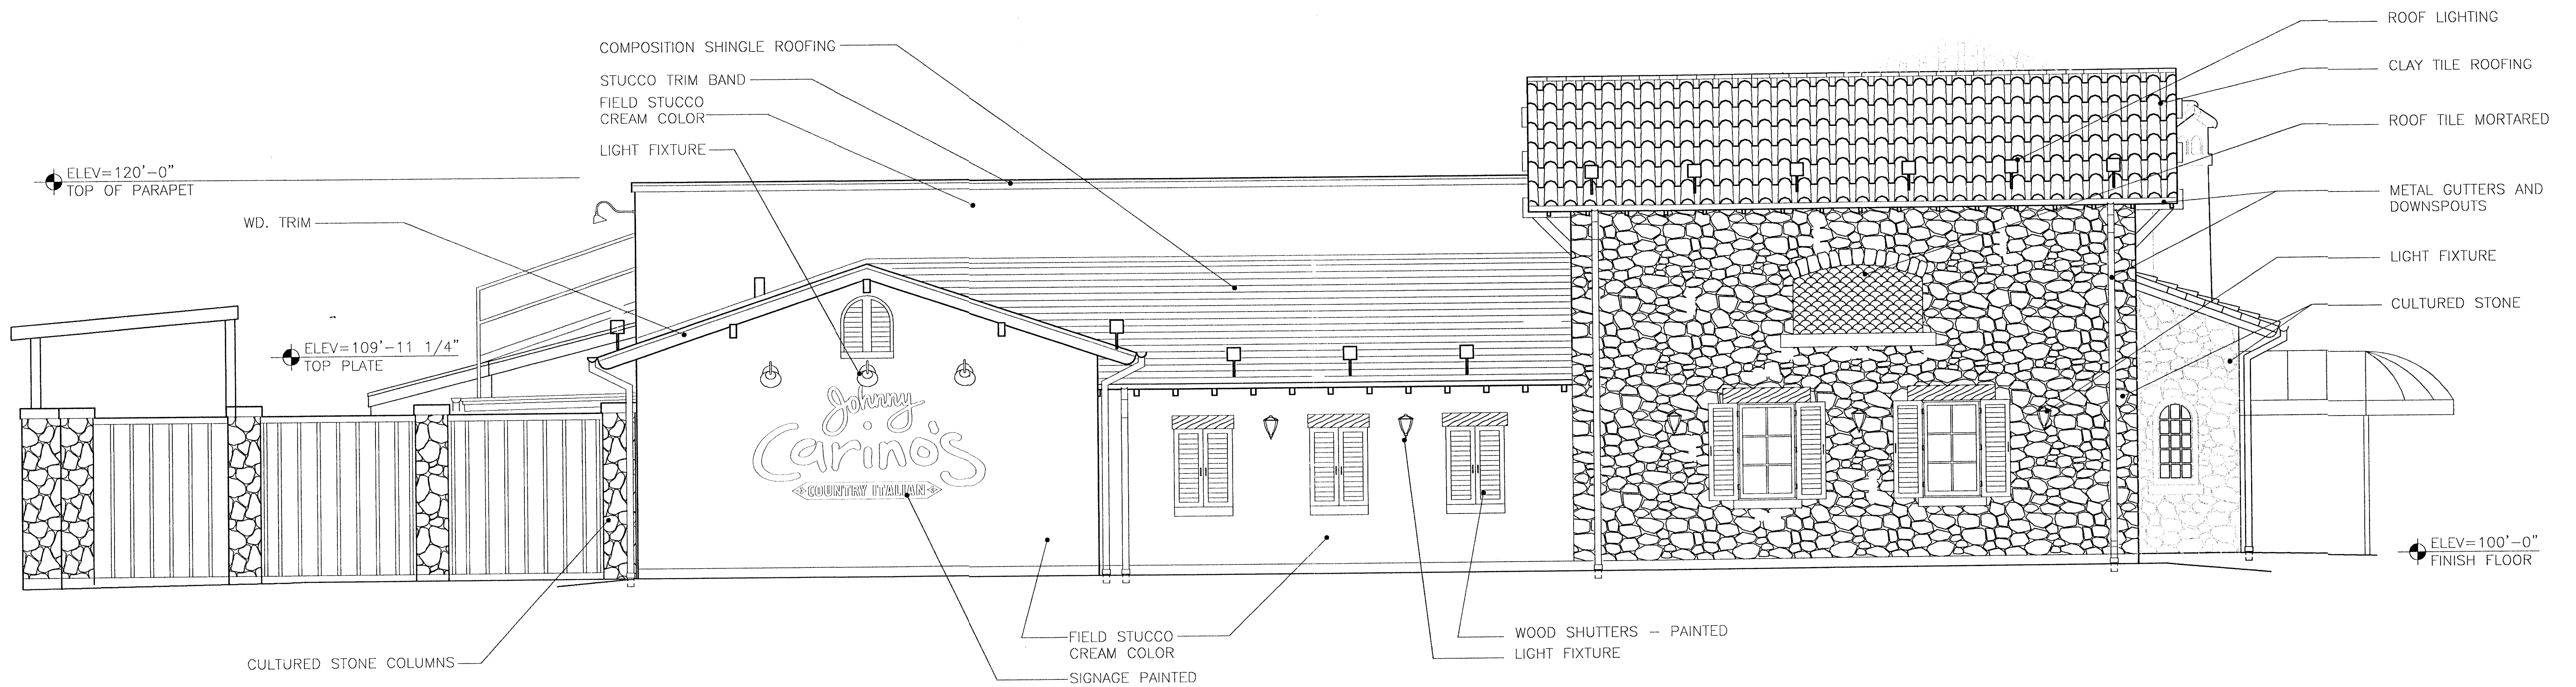 COMPOSITION SHINGLE ROOFING
STUCCO TRIM BAND
FIELD STUCCO
CREAM COLOR
LIGHT FIXTURE
ELEV=120'-0"
TOP OF PARAPET
WD. TRIM
ELEV=109'-11 1/4"
TOP PLATE
Johnny
Carino's
COUNTRY ITALIAN
CULTURED STONE COLUMNS
FIELD STUCCO
CREAM COLOR
SIGNAGE PAINTED
WOOD SHUTTERS - PAINTED
LIGHT FIXTURE
ROOF LIGHTING
CLAY TILE ROOFING
ROOF TILE MORTARED
METAL GUTTERS AND
DOWNSPOUTS
LIGHT FIXTURE
CULTURED STONE
ELEV=100'-0"
FINISH FLOOR